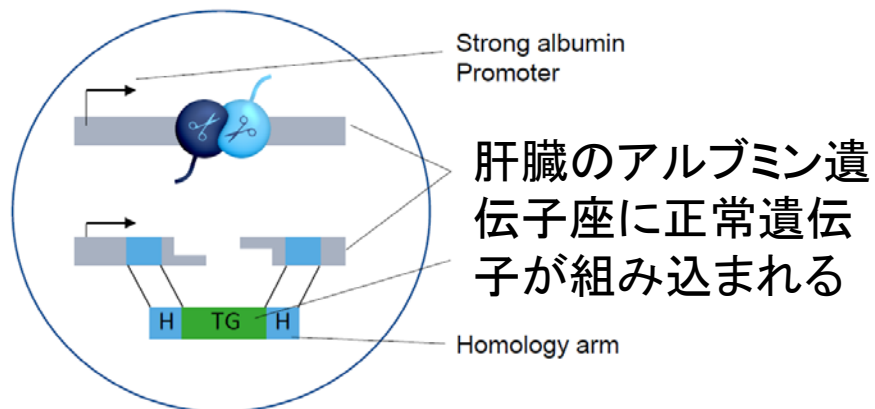 Strong albumin
Promoter
肝臓のアルブミン遺
伝子座に正常遺伝
子が組み込まれる
H TG H
Homology arm